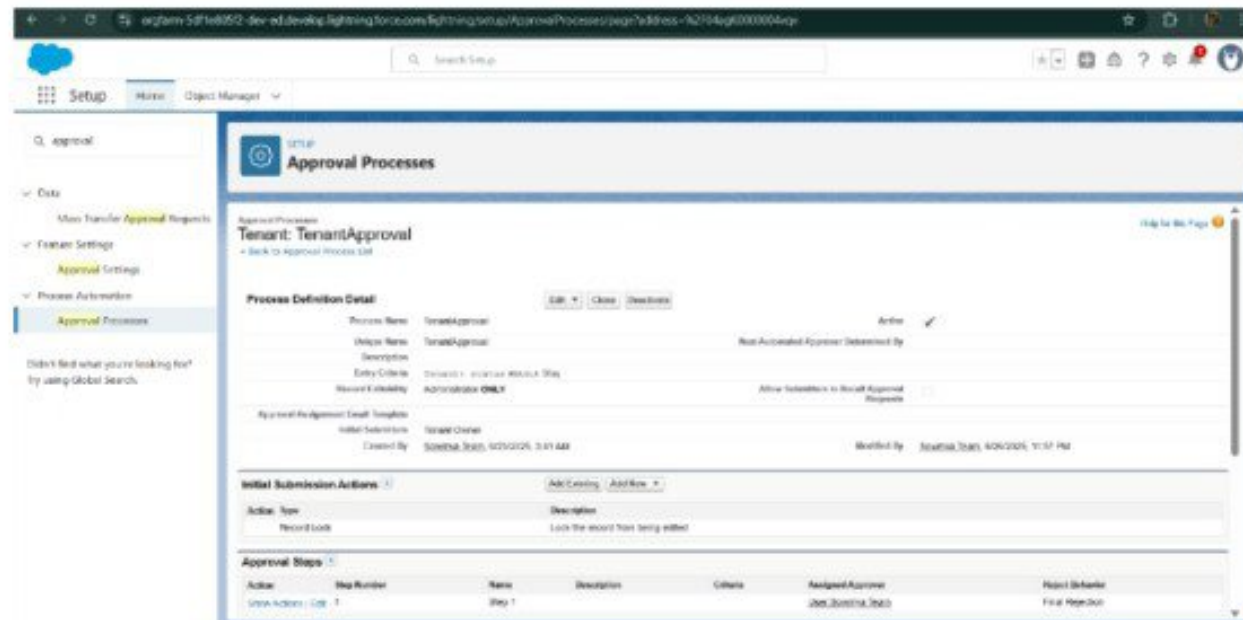 Search Setup
Setup Home Object Manager
approval
SETUP
Approval Processes
Data
Mass Transfer Approval Requests
Feature Settings
Approval Settings
Process Automation
Approval Processes
Didn't find what you're looking for?
Try using Global Search.
Approval Processes
Tenant: TenantApproval
« Back to Approval Process List
Help for this Page
Process Definition Detail Edit Clone Deactivate
Process Name TenantApproval Active
Unique Name TenantApproval Next Automated Approver Determined By
Description
Entry Criteria Stay
Record Editability Administrator ONLY Allow Submitters to Recall Approval Requests
Approval Assignment Email Template
Initial Submitters Tenant Owner
Created By Team, AM Modified By Team, PM
Initial Submission Actions Add Existing Add New
Action Type Description
Record Lock Lock the record from being edited
Approval Steps
Action Step Number Name Description Criteria Assigned Approver Reject Behavior
Show Actions | Edit 1 Step 1 Team Final Rejection